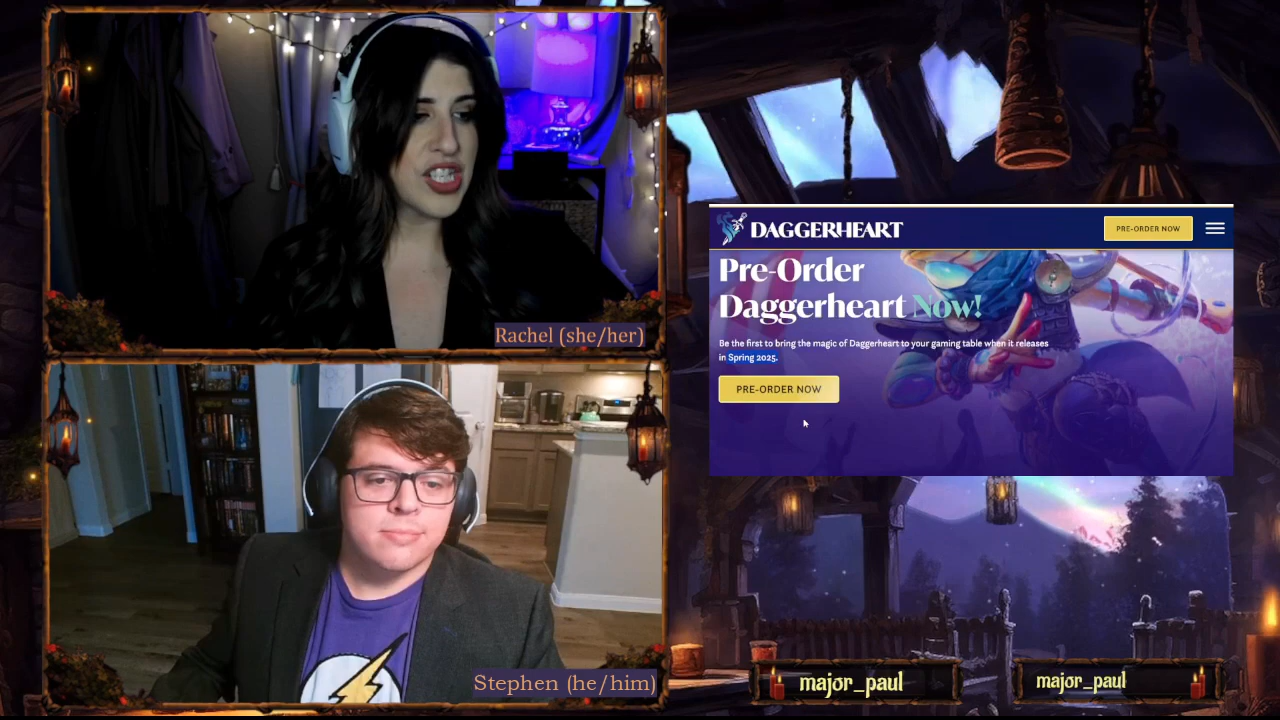 Rachel (she/her)
Stephen (he/him)
DAGGERHEART
PRE-ORDER NOW
Pre-Order
Daggerheart Now!
Be the first to bring the magic of Daggerheart to your gaming table when it releases
in Spring 2025.
PRE-ORDER NOW
major_paul
major_paul